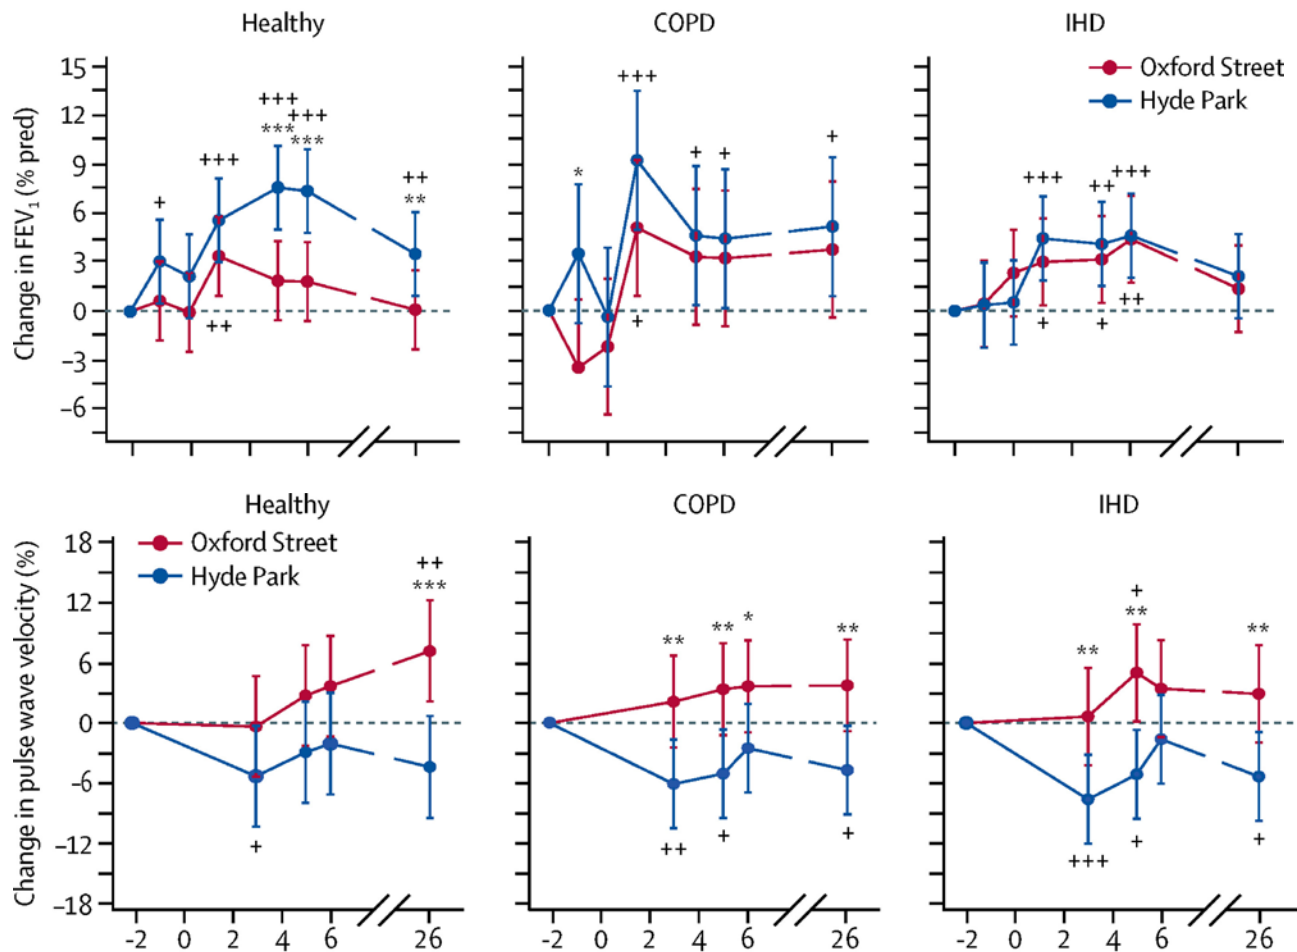 Healthy COPD IHD
Oxford Street
Hyde Park
Change in FEV1 (% pred)
15
12
9
6
3
0
−3
−6
+ +++ ++ +++ *** +++ *** ++ **
* +++ + + + +
+++ + ++ + +++ ++
Healthy COPD IHD
Oxford Street
Hyde Park
Change in pulse wave velocity (%)
18
12
6
0
-6
-12
-18
+ ++ ***
** ++ ** + * ** +
** +++ + ** + ** +
-2 0 2 4 6 26 -2 0 2 4 6 26 -2 0 2 4 6 26